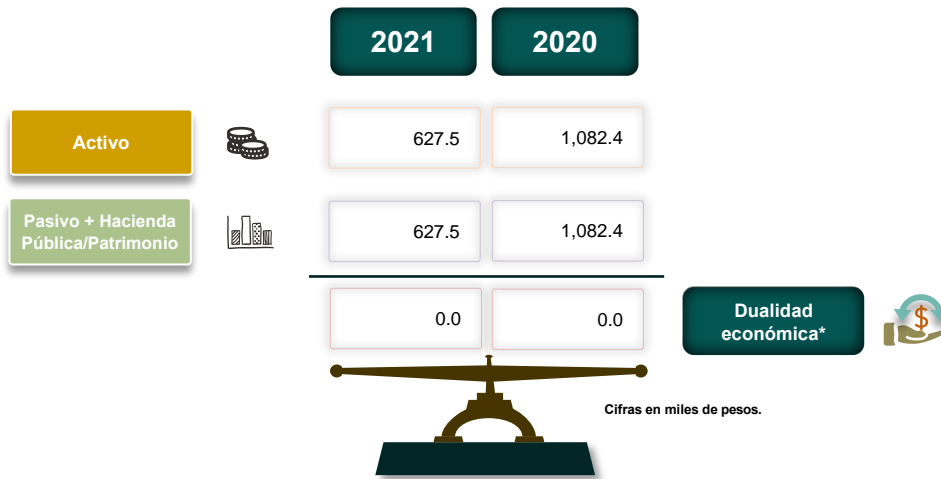 2021 2020
Activo 627.5 1,082.4
Pasivo + Hacienda
Pública/Patrimonio 627.5 1,082.4
0.0 0.0 Dualidad
económica*
$
Cifras en miles de pesos.